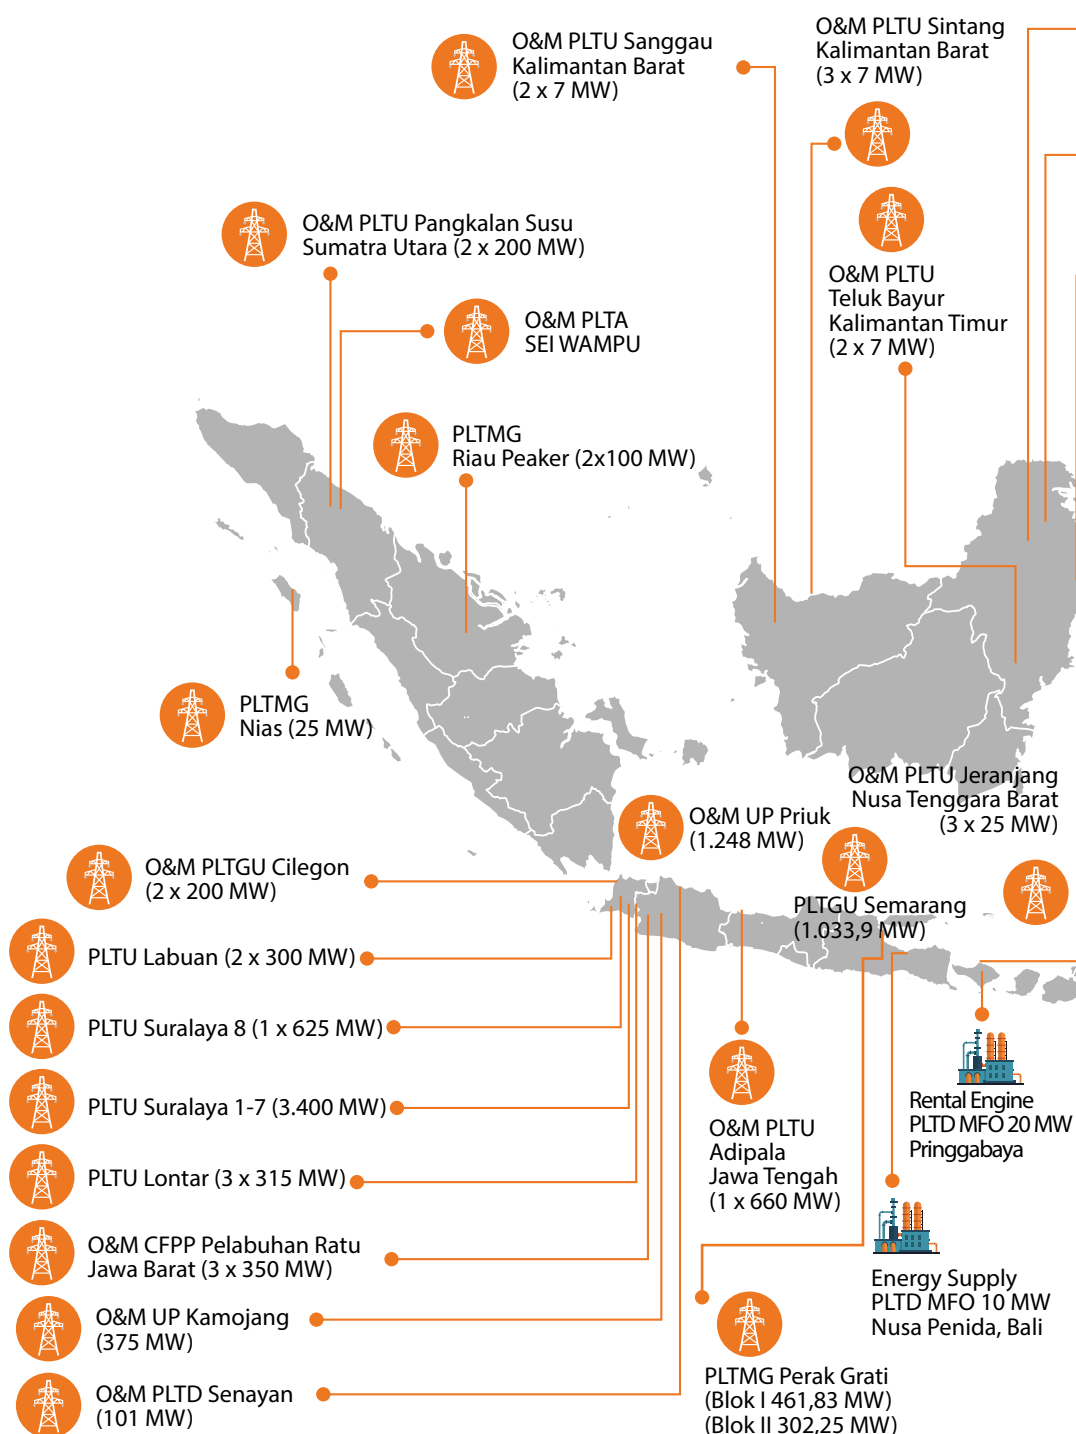 O&M PLTU Sanggau
Kalimantan Barat
(2 x 7 MW)
O&M PLTU Sintang
Kalimantan Barat
(3 x 7 MW)
O&M PLTU Pangkalan Susu
Sumatra Utara (2 x 200 MW)
O&M PLTA
SEI WAMPU
O&M PLTU
Teluk Bayur
Kalimantan Timur
(2 x 7 MW)
PLTMG
Riau Peaker (2x100 MW)
PLTMG
Nias (25 MW)
O&M PLTU Jeranjang
Nusa Tenggara Barat
(3 x 25 MW)
O&M UP Priuk
(1.248 MW)
O&M PLTGU Cilegon
(2 x 200 MW)
PLTGU Semarang
(1.033,9 MW)
PLTU Labuan (2 x 300 MW)
PLTU Suralaya 8 (1 x 625 MW)
PLTU Suralaya 1-7 (3.400 MW)
PLTU Lontar (3 x 315 MW)
O&M CFPP Pelabuhan Ratu
Jawa Barat (3 x 350 MW)
O&M UP Kamojang
(375 MW)
O&M PLTD Senayan
(101 MW)
O&M PLTU
Adipala
Jawa Tengah
(1 x 660 MW)
Rental Engine
PLTD MFO 20 MW
Pringgabaya
Energy Supply
PLTD MFO 10 MW
Nusa Penida, Bali
PLTMG Perak Grati
(Blok I 461,83 MW)
(Blok II 302,25 MW)